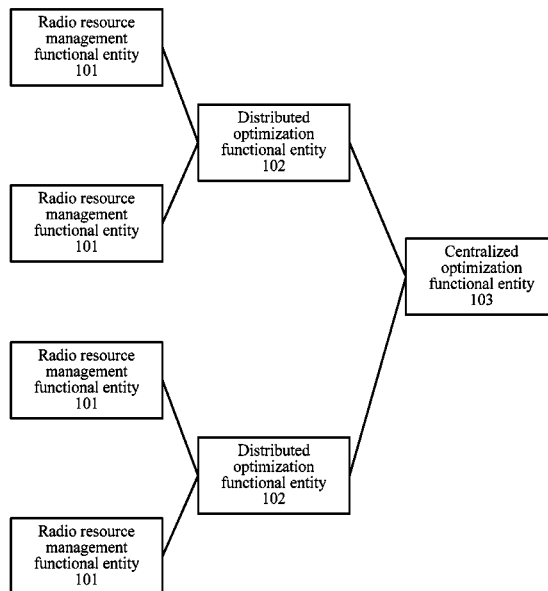 Radio resource
management
functional entity
101
Distributed
optimization
functional entity
102
Radio resource
management
functional entity
101
Centralized
optimization
functional entity
103
Radio resource
management
functional entity
101
Distributed
optimization
functional entity
102
Radio resource
management
functional entity
101